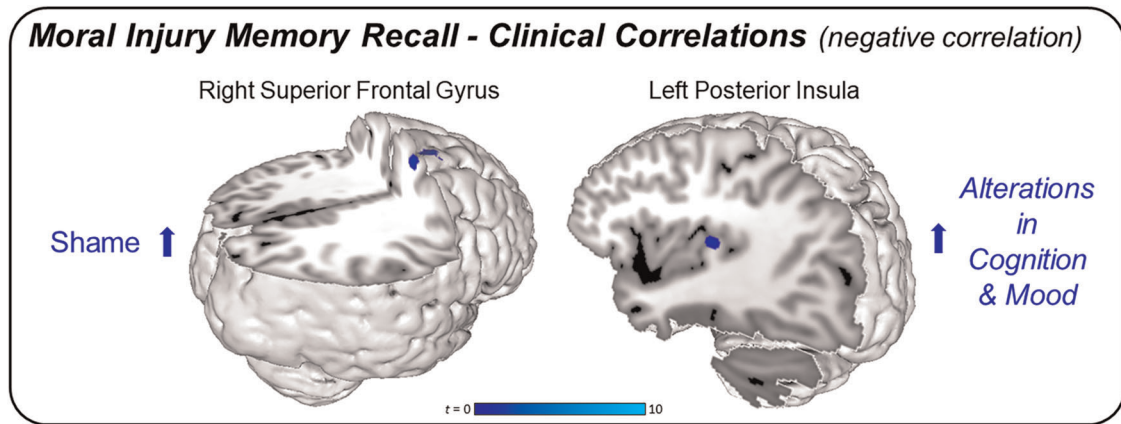 Moral Injury Memory Recall - Clinical Correlations (negative correlation)
Right Superior Frontal Gyrus
Left Posterior Insula
Shame
Alterations
in
Cognition
& Mood
t = 0
10